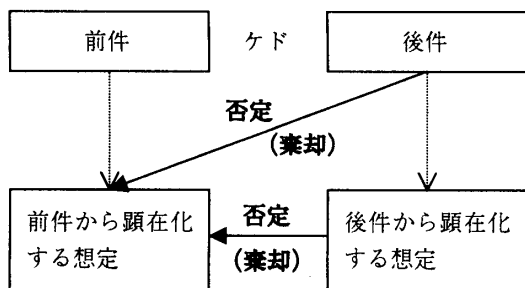 前件 ケド 後件
否定
（棄却）
前件から顕在化
する想定
否定
（棄却）
後件から顕在化
する想定